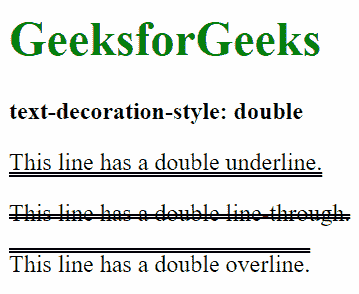 GeeksforGeeks
text-decoration-style: double
This line has a double underline.
This line has a double line-through.
This line has a double overline.